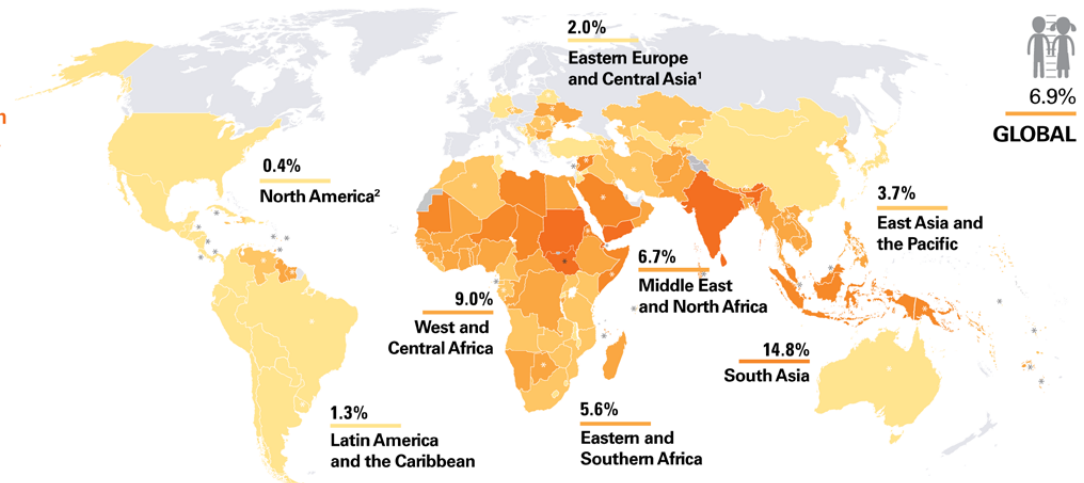 2.0%
Eastern Europe
and Central Asia¹
6.9%
GLOBAL
n
0.4%
North America²
3.7%
East Asia and
the Pacific
6.7%
Middle East
and North Africa
9.0%
West and
Central Africa
14.8%
South Asia
1.3%
Latin America
and the Caribbean
5.6%
Eastern and
Southern Africa